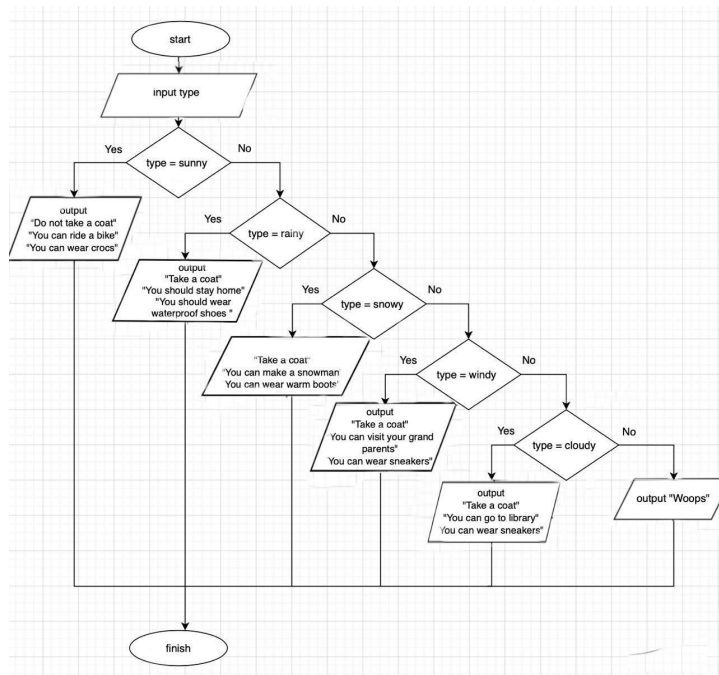 start
input type
Yes
No
type = sunny
output
"Do not take a coat"
"You can ride a bike"
"You can wear crocs"
Yes
No
type = rainy
output
"Take a coat"
"You should stay home"
"You should wear
waterproof shoes "
Yes
No
type = snowy
"Take a coat"
"You can make a snowman
You can wear warm boots'
Yes
No
type = windy
output
"Take a coat"
You can visit your grand
parents"
You can wear sneakers"
Yes
No
type = cloudy
output
"Take a coat"
"You can go to library"
You can wear sneakers"
output "Woops"
finish